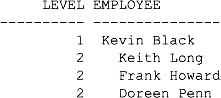 LEVEL EMPLOYEE
---------- ---------------
1 Kevin Black
2 Keith Long
2 Frank Howard
2 Doreen Penn